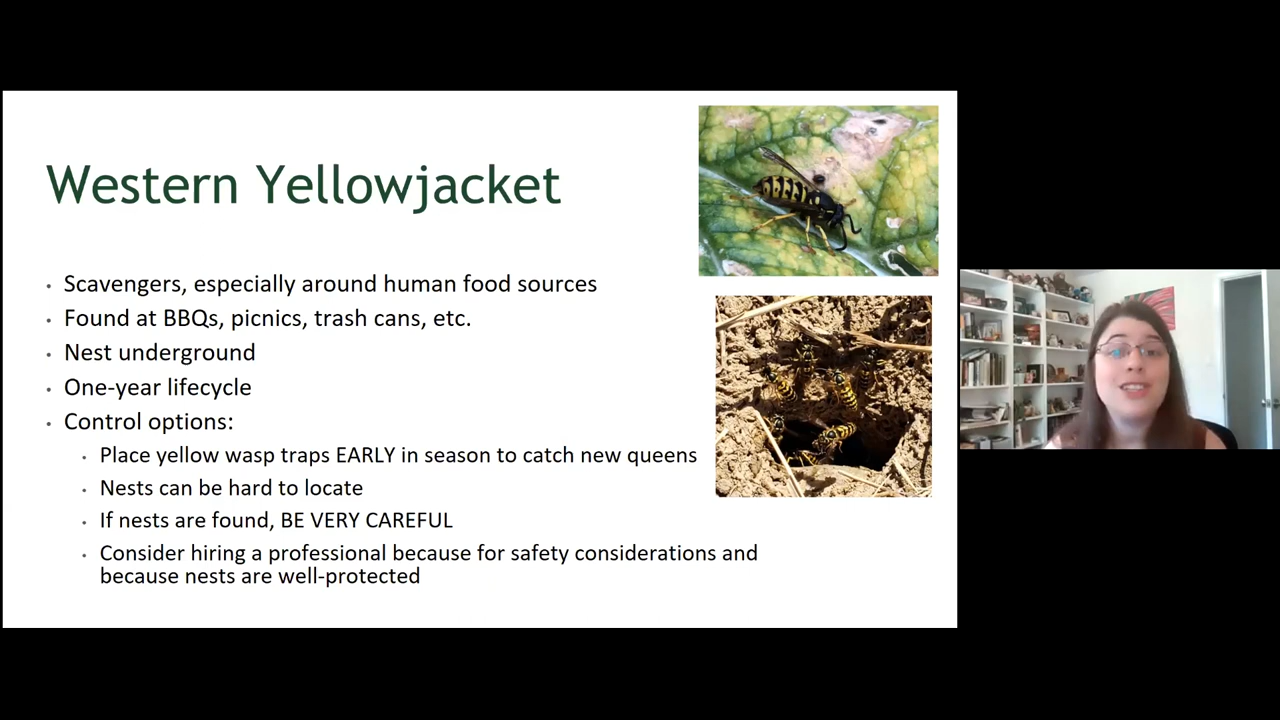 Western Yellowjacket
• Scavengers, especially around human food sources
• Found at BBQs, picnics, trash cans, etc.
• Nest underground
• One-year lifecycle
• Control options:
• Place yellow wasp traps EARLY in season to catch new queens
• Nests can be hard to locate
• If nests are found, BE VERY CAREFUL
• Consider hiring a professional because for safety considerations and
because nests are well-protected